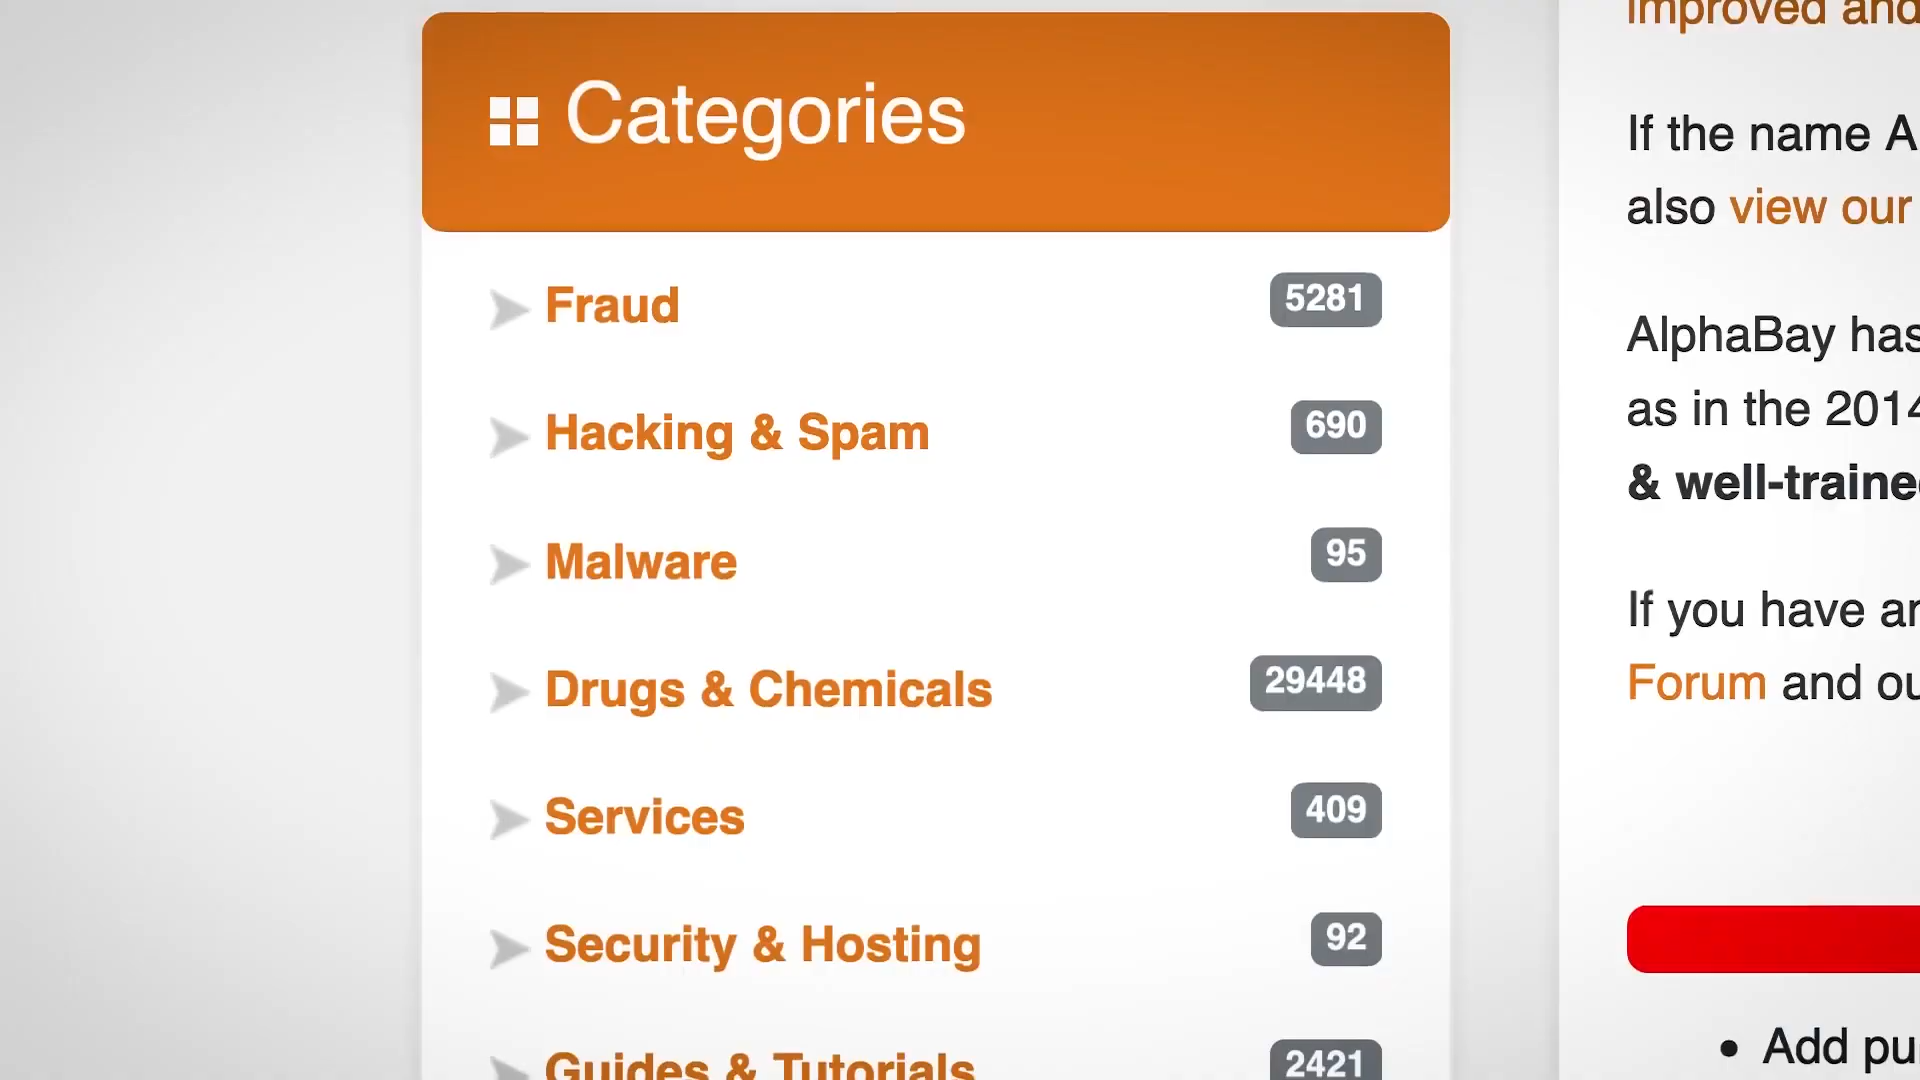 Categories
Fraud 5281
Hacking & Spam 690
Malware 95
Drugs & Chemicals 29448
Services 409
Security & Hosting 92
Guides & Tutorials 2421
improved and
If the name A
also view our
AlphaBay has
as in the 2014
& well-traine
If you have a
Forum and ou
Add pu